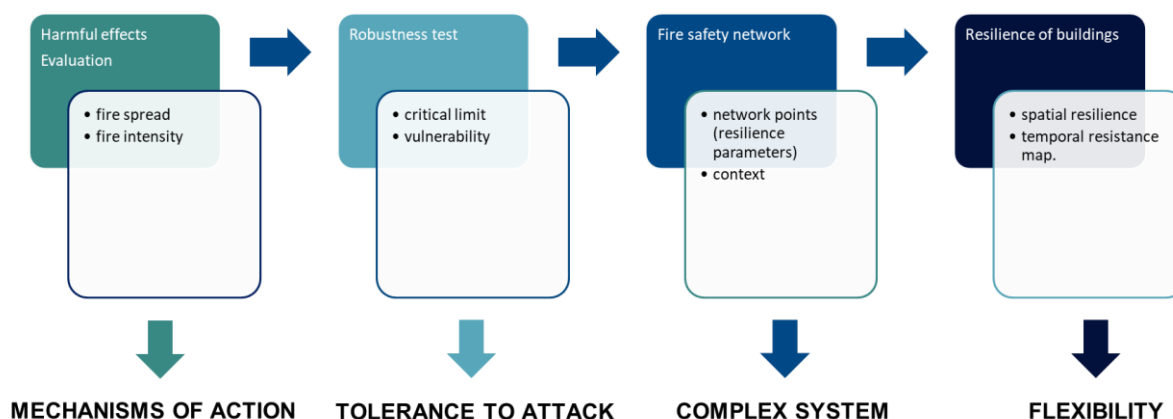 Harmful effects
Evaluation
• fire spread
• fire intensity
MECHANISMS OF ACTION
Robustness test
• critical limit
• vulnerability
TOLERANCE TO ATTACK
Fire safety network
• network points
(resilience
parameters)
• context
COMPLEX SYSTEM
Resilience of buildings
• spatial resilience
• temporal resistance
map.
FLEXIBILITY